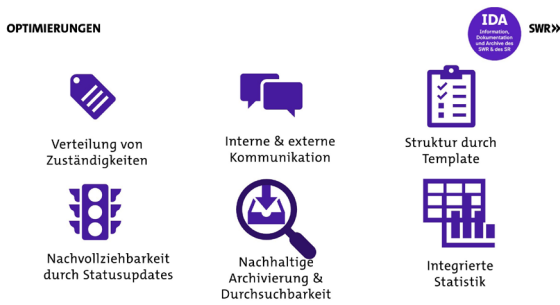 OPTIMIERUNGEN
IDA
Information,
Dokumentation
und Archive des
SWR & des SR
SWR»
Verteilung von
Zuständigkeiten
Interne & externe
Kommunikation
Struktur durch
Template
Nachvollziehbarkeit
durch Statusupdates
Nachhaltige
Archivierung &
Durchsuchbarkeit
Integrierte
Statistik